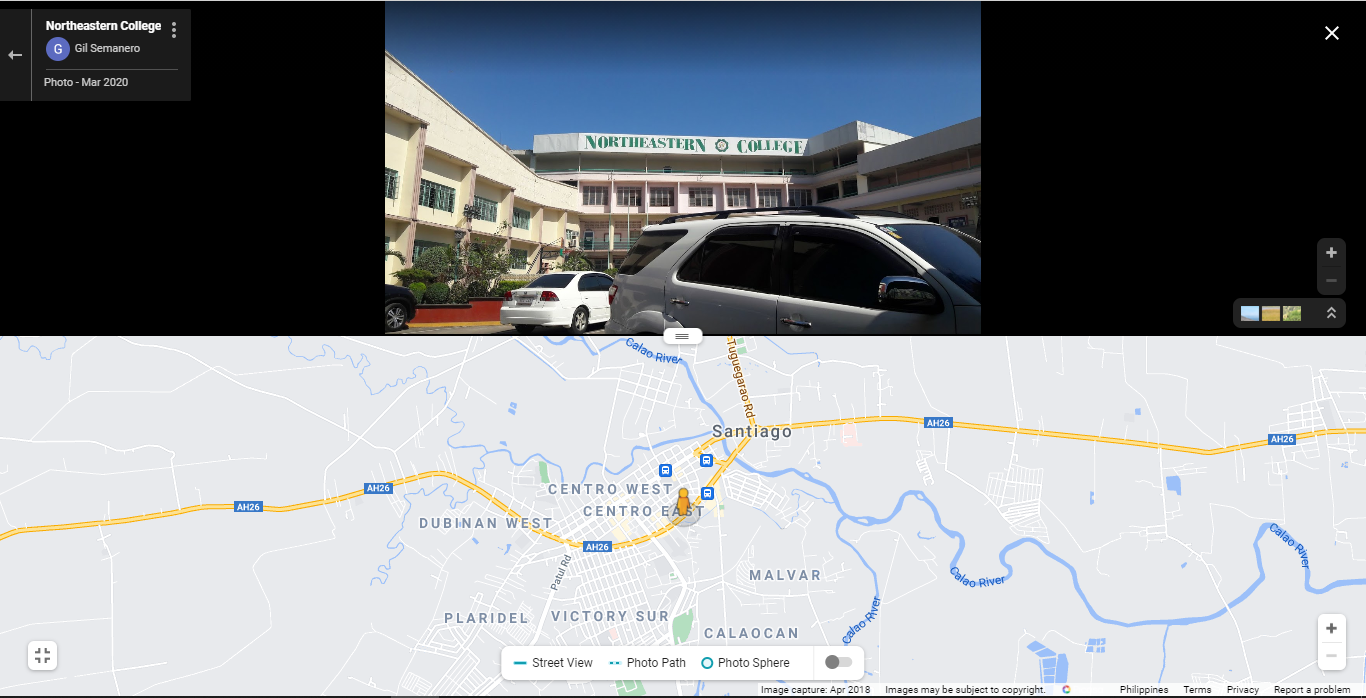 Northeastern College
G Gil Semanero
Photo - Mar 2020
NORTHEASTERN COLLEGE
Calao River
Tuguegarao Rd
Santiago
AH26
AH26
AH26
AH26
AH26
CENTRO WEST
CENTRO EAST
DUBINAN WEST
Patul Rd
MALVAR
Calao River
Calao River
Calao River
PLARIDEL
VICTORY SUR
CALAOCAN
Street View
Photo Path
Photo Sphere
Image capture: Apr 2018 Images may be subject to copyright. Philippines Terms Privacy Report a problem